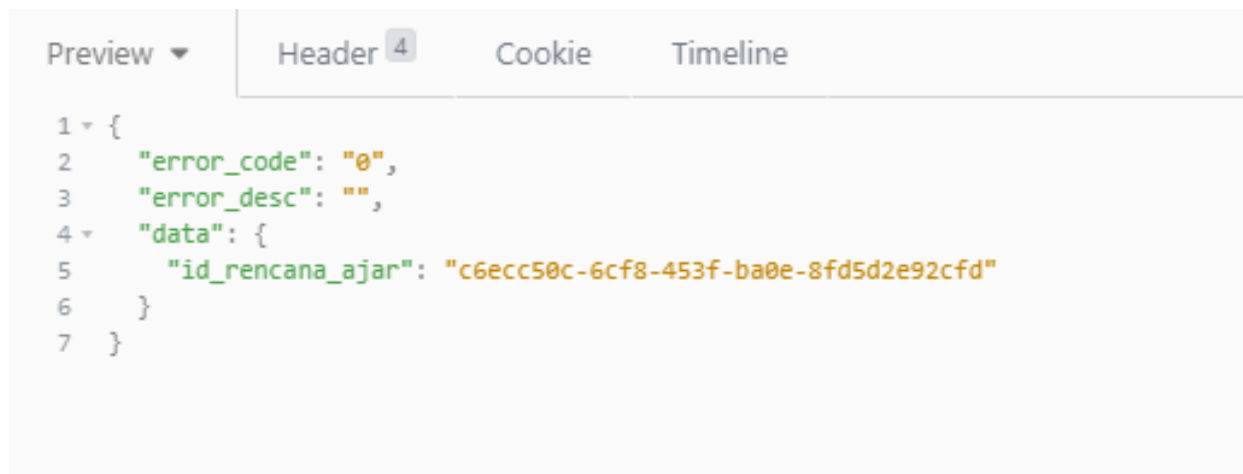 Preview Header 4 Cookie Timeline
1 {
2 "error_code": "0",
3 "error_desc": "",
4 "data": {
5 "id_rencana_ajar": "c6ecc50c-6cf8-453f-ba0e-8fd5d2e92cfd"
6 }
7 }